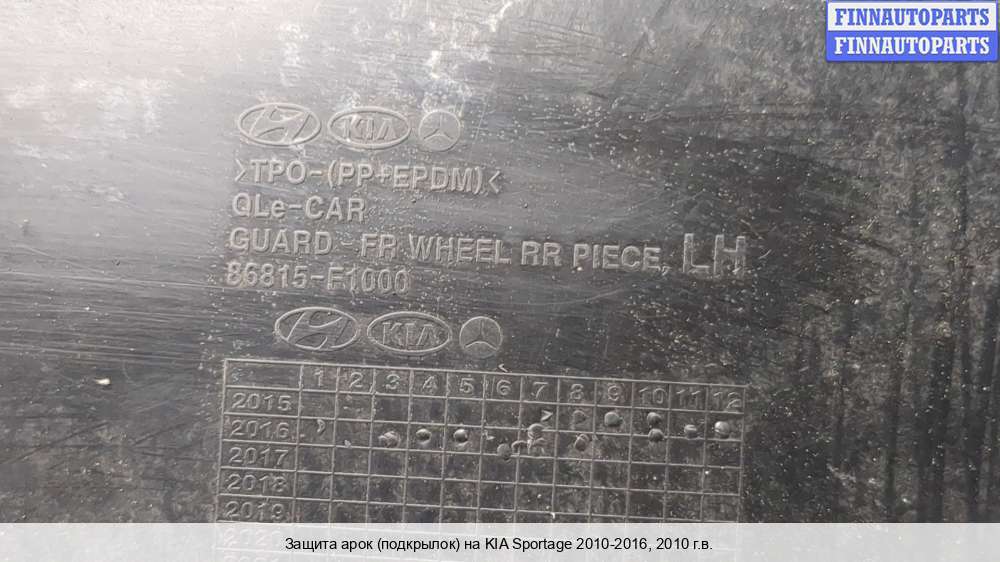 FINNAUTOPARTS
FINNAUTOPARTS
KIA
>TPO-(PP+EPDM)<
QLe-CAR
GUARD-FR WHEEL RR PIECE, LH
86815-F1000
KIA
1 2 3 4 5 6 7 8 9 10 11 12
2015
2016
2017
2018
2019
Защита арок (подкрылок) на KIA Sportage 2010-2016, 2010 г.в.